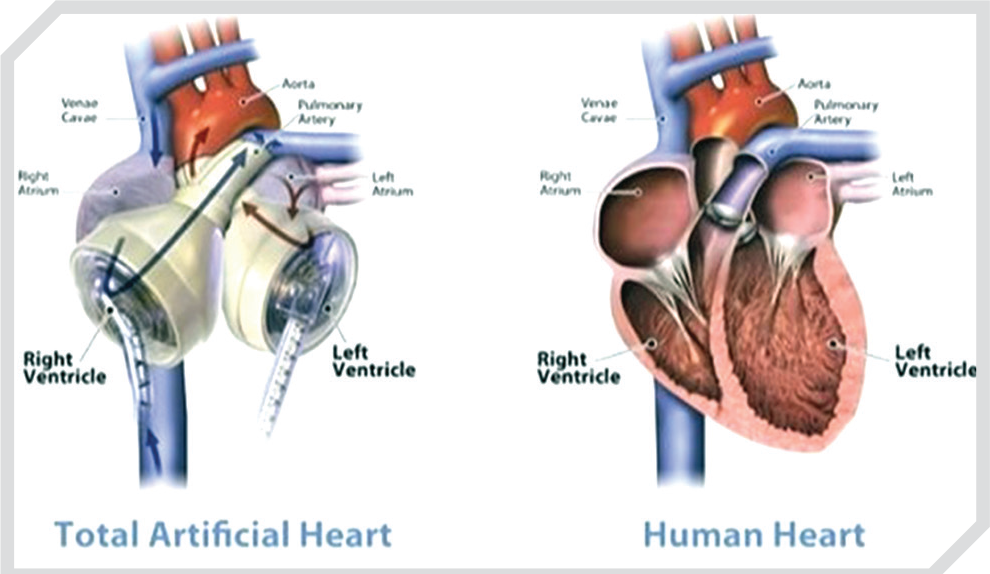 Aorta
Venae
Cavae
Pulmonary
Artery
Right
Atrium
Left
Atrium
Right
Ventricle
Left
Ventricle
Total Artificial Heart
Aorta
Venae
Cavae
Pulmonary
Artery
Right
Atrium
Left
Atrium
Right
Ventricle
Left
Ventricle
Human Heart